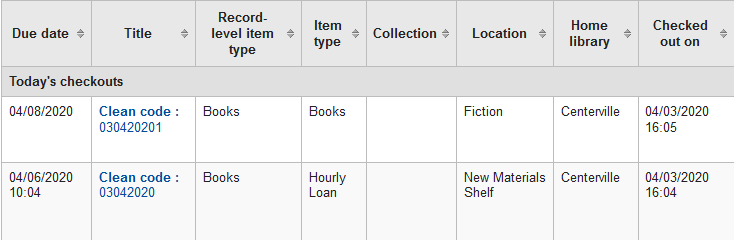 Due date
Title
Record-
level item
type
Item
type
Collection
Location
Home
library
Checked
out on
Today's checkouts
04/08/2020
Clean code :
030420201
Books
Books
Fiction
Centerville
04/03/2020
16:05
04/06/2020
10:04
Clean code :
03042020
Books
Hourly
Loan
New Materials
Shelf
Centerville
04/03/2020
16:04